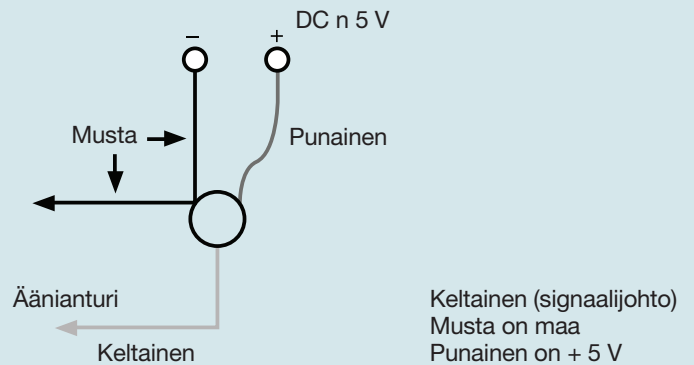 DC n 5 V
– +
Musta
Punainen
Äänianturi
Keltainen
Keltainen (signaalijohto)
Musta on maa
Punainen on + 5 V